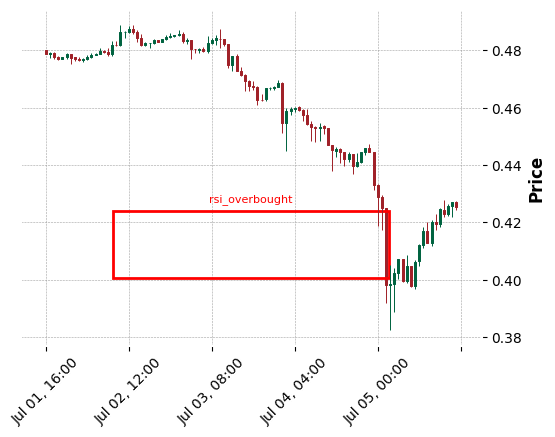 rsi_overbought
0.48
0.46
0.44
0.42
0.40
0.38
Price
Jul 01, 16:00
Jul 02, 12:00
Jul 03, 08:00
Jul 04, 04:00
Jul 05, 00:00